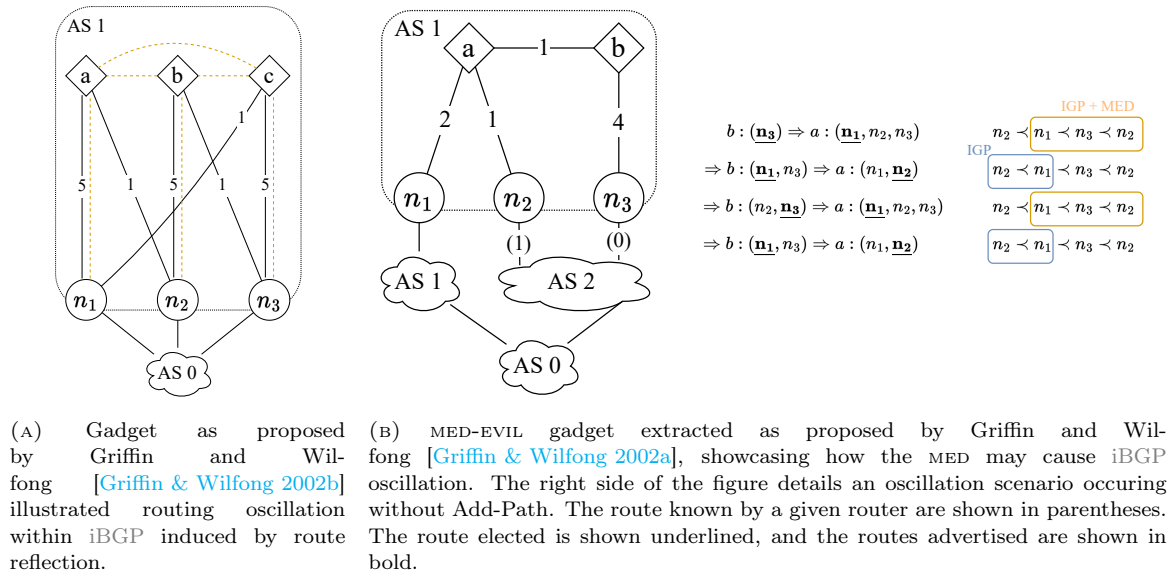 AS 1
a
b
c
1
5
1
5
1
5
n₁
n₂
n₃
AS 0
AS 1
a
1
b
2
1
4
n₁
n₂
n₃
(1)
(0)
AS 1
AS 2
AS 0
b : (n₃) ⇒ a : (n₁, n₂, n₃)
⇒ b : (n₁, n₃) ⇒ a : (n₁, n₂)
⇒ b : (n₂, n₃) ⇒ a : (n₁, n₂, n₃)
⇒ b : (n₁, n₃) ⇒ a : (n₁, n₂)
IGP + MED
n₂ ≺ n₁ ≺ n₃ ≺ n₂
IGP
n₂ ≺ n₁ ≺ n₃ ≺ n₂
n₂ ≺ n₁ ≺ n₃ ≺ n₂
n₂ ≺ n₁ ≺ n₃ ≺ n₂
(A) Gadget as proposed
by Griffin and Wil-
fong [Griffin & Wilfong 2002b]
illustrated routing oscillation
within iBGP induced by route
reflection.
(B) MED-EVIL gadget extracted as proposed by Griffin and Wil-
fong [Griffin & Wilfong 2002a], showcasing how the MED may cause iBGP
oscillation. The right side of the figure details an oscillation scenario occuring
without Add-Path. The route known by a given router are shown in parentheses.
The route elected is shown underlined, and the routes advertised are shown in
bold.